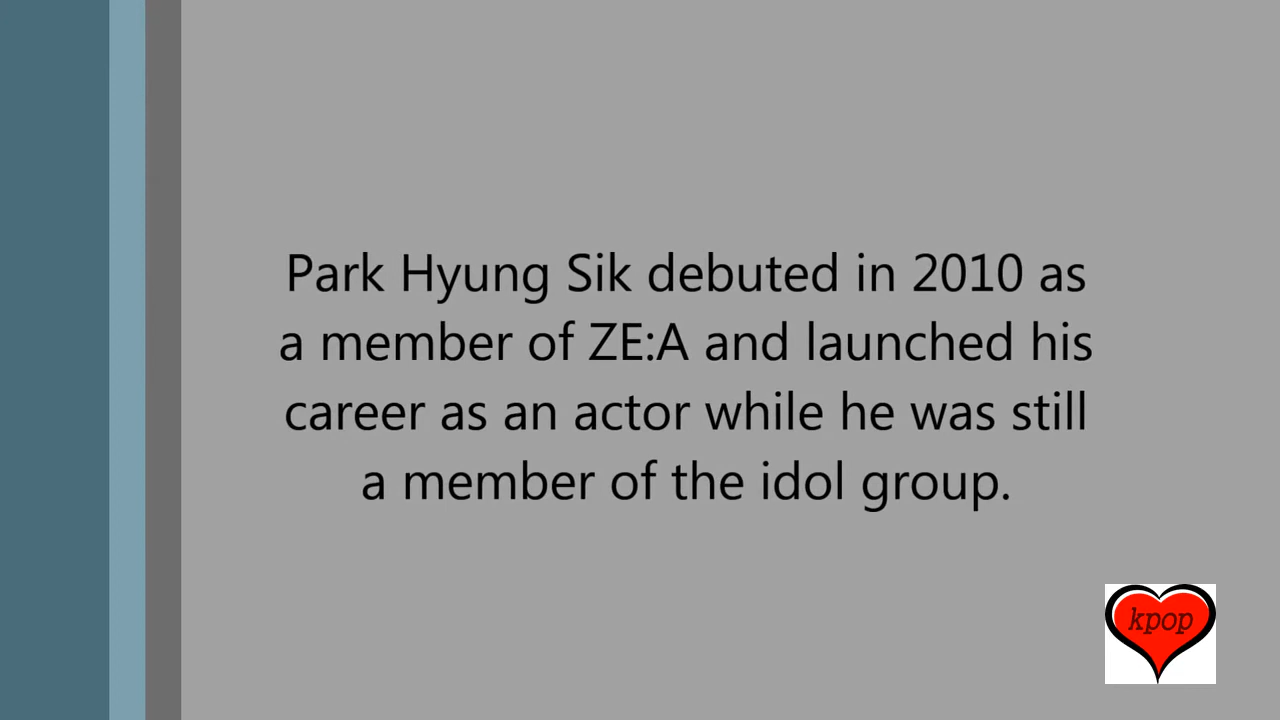 Park Hyung Sik debuted in 2010 as
a member of ZE:A and launched his
career as an actor while he was still
a member of the idol group.
kpop